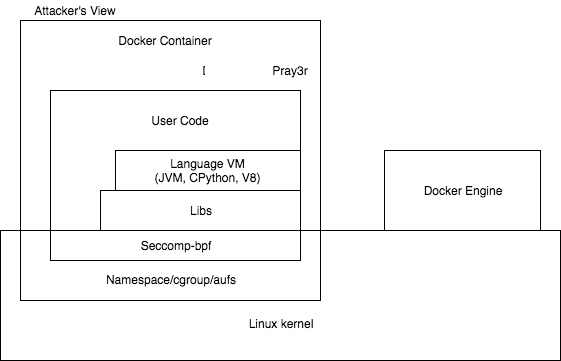 Attacker's View
Docker Container
[ Pray3r
User Code
Language VM
(JVM, CPython, V8)
Libs
Docker Engine
Seccomp-bpf
Namespace/cgroup/aufs
Linux kernel